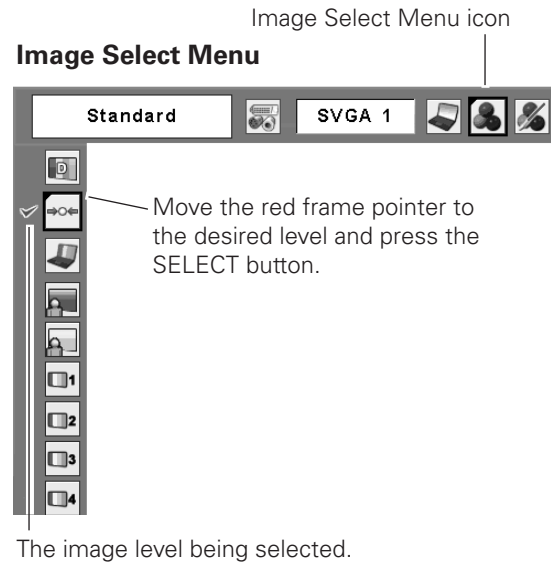 Image Select Menu icon
Image Select Menu
Standard
SVGA 1
D
Move the red frame pointer to
the desired level and press the
SELECT button.
1
2
3
4
The image level being selected.